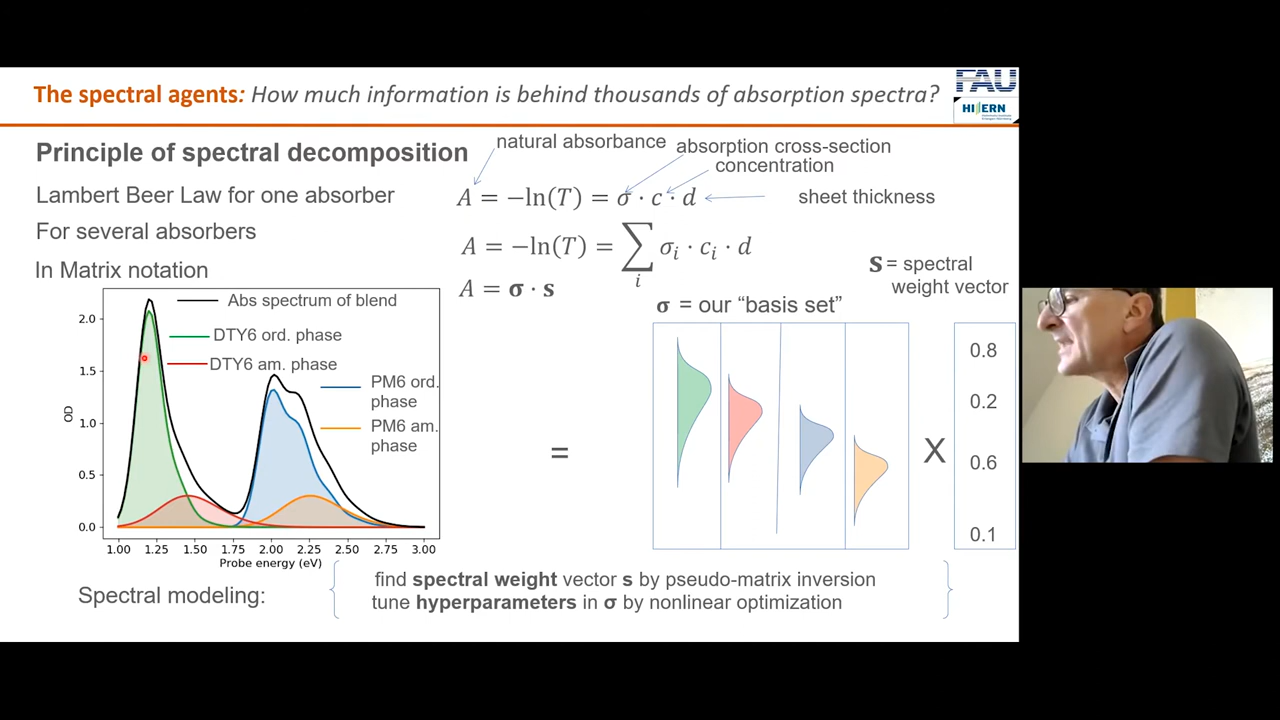 The spectral agents: How much information is behind thousands of absorption spectra?
FAU
HI ERN
Principle of spectral decomposition
natural absorbance
absorption cross-section
concentration
Lambert Beer Law for one absorber
A = −ln(T) = σ · c · d
sheet thickness
For several absorbers
A = −ln(T) = ∑ σi · ci · d
i
In Matrix notation
A = σ · s
S = spectral
weight vector
σ = our “basis set”
Abs spectrum of blend
DTY6 ord. phase
DTY6 am. phase
PM6 ord.
phase
PM6 am.
phase
OD
2.0
1.5
1.0
0.5
0.0
1.00 1.25 1.50 1.75 2.00 2.25 2.50 2.75 3.00
Probe energy (eV)
=
X
0.8
0.2
0.6
0.1
Spectral modeling:
find spectral weight vector s by pseudo-matrix inversion
tune hyperparameters in σ by nonlinear optimization